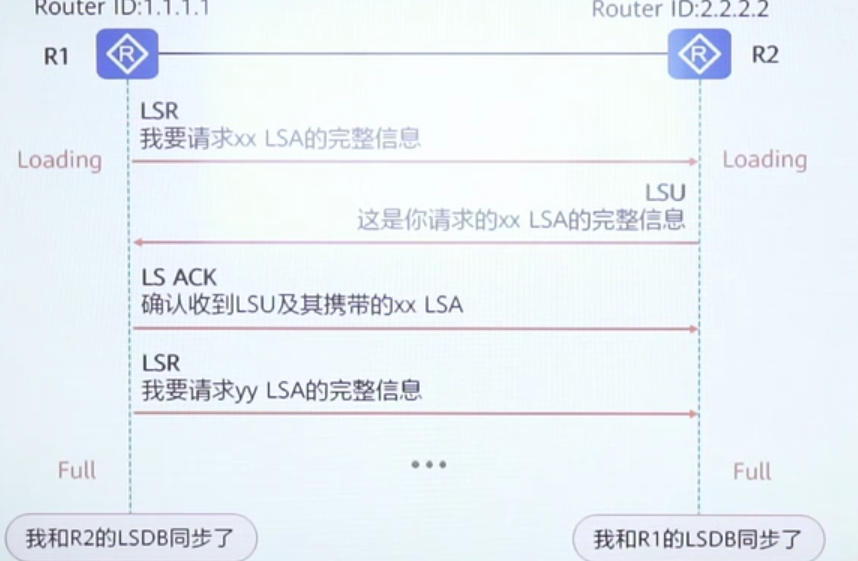 Router ID:1.1.1.1
Router ID:2.2.2.2
R1
R
R
R2
LSR
我要请求xx LSA的完整信息
Loading
Loading
LSU
这是你请求的xx LSA的完整信息
LS ACK
确认收到LSU及其携带的xx LSA
LSR
我要请求yy LSA的完整信息
Full
•••
Full
我和R2的LSDB同步了
我和R1的LSDB同步了